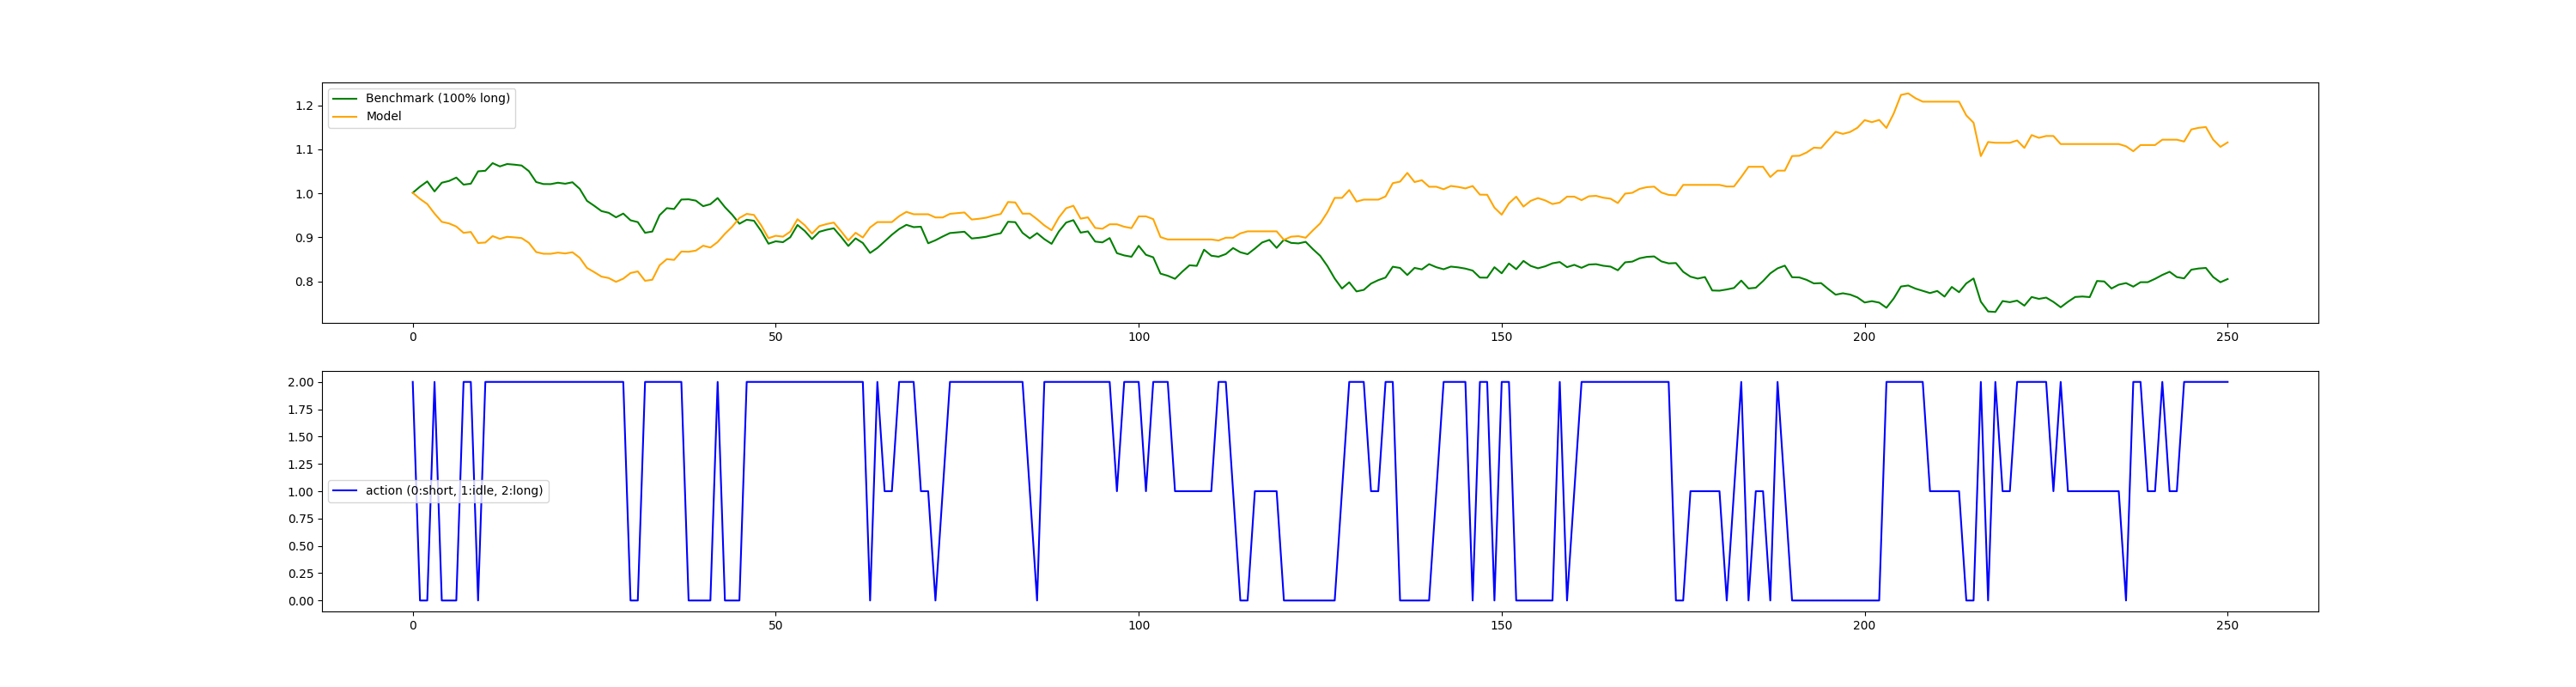 1.2
1.1
1.0
0.9
0.8
Benchmark (100% long)
Model
0 50 100 150 200 250
2.00
1.75
1.50
1.25
1.00
0.75
0.50
0.25
0.00
action (0:short, 1:idle, 2:long)
0 50 100 150 200 250